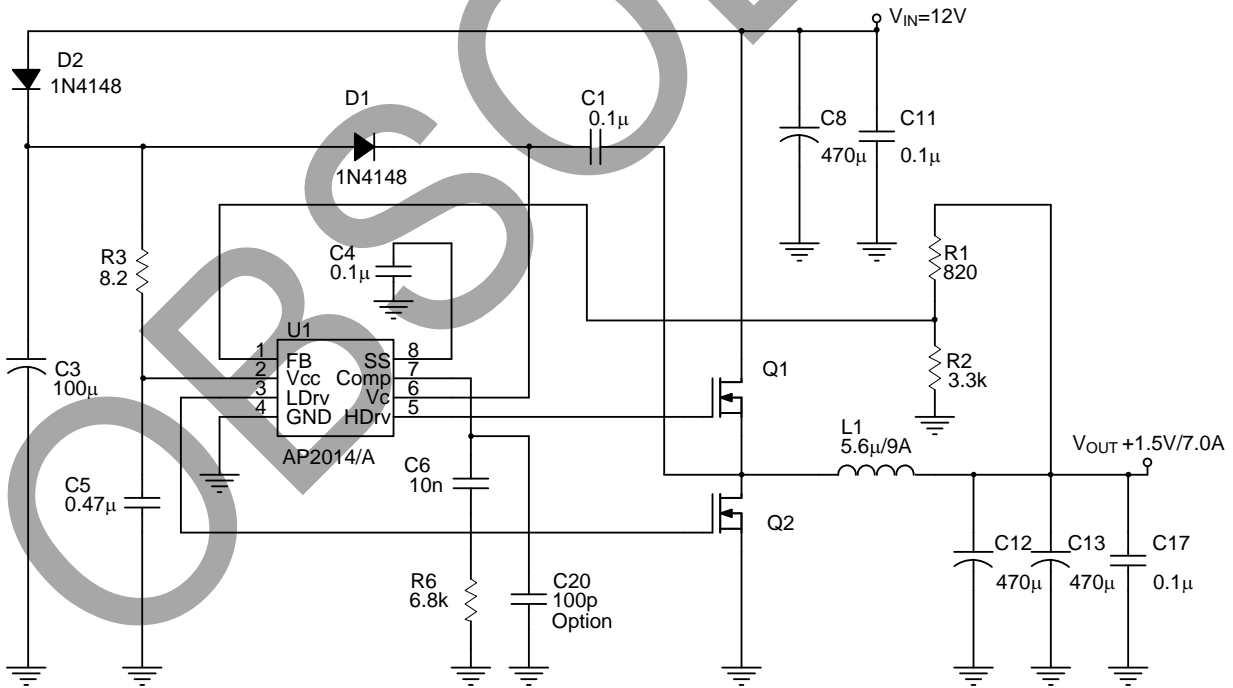 VIN=12V
D2
1N4148
D1
1N4148
C1
0.1μ
C8
470μ
C11
0.1μ
R3
8.2
C4
0.1μ
R1
820
U1
1
FB
SS
8
2
Vcc
Comp
7
3
LDrv
Vc
6
4
GND
HDrv
5
AP2014/A
C3
100μ
R2
3.3k
Q1
L1
5.6μ/9A
VOUT +1.5V/7.0A
C6
10n
C5
0.47μ
Q2
C12
470μ
C13
470μ
C17
0.1μ
R6
6.8k
C20
100p
Option
OBSO